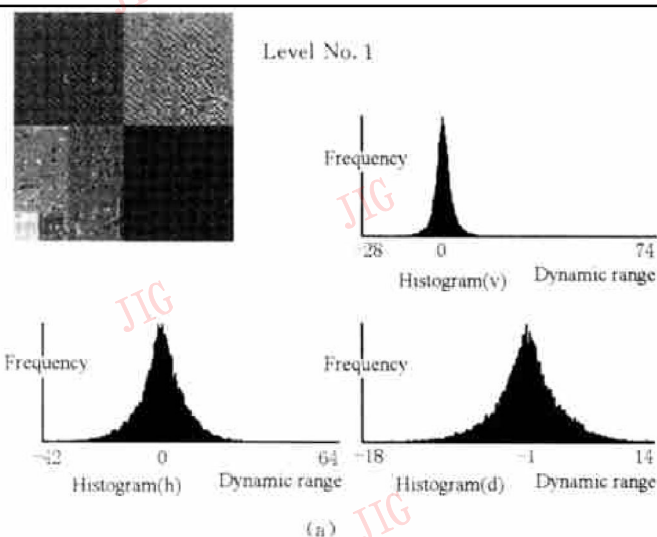 Level No. 1
Frequency
-28 0 74
Histogram(v) Dynamic range
Frequency
-42 0 64
Histogram(h) Dynamic range
Frequency
-18 -1 14
Histogram(d) Dynamic range
(a)
JIG
JIG
JIG